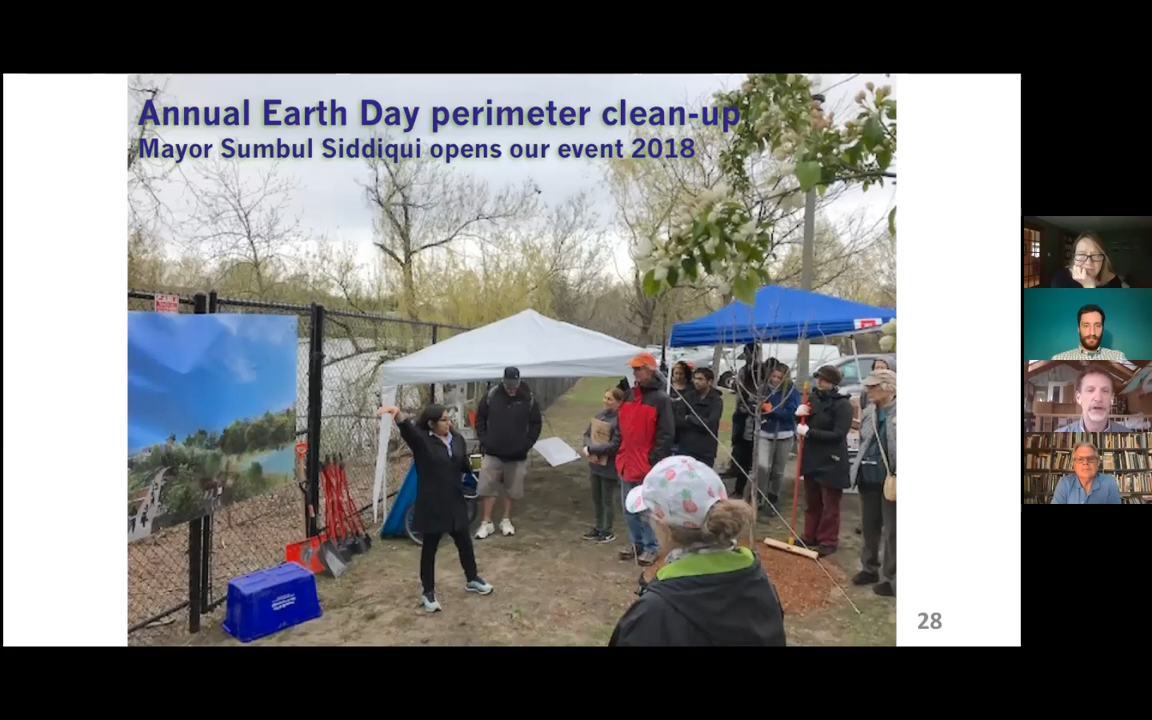 Annual Earth Day perimeter clean-up
Mayor Sumbul Siddiqui opens our event 2018
28